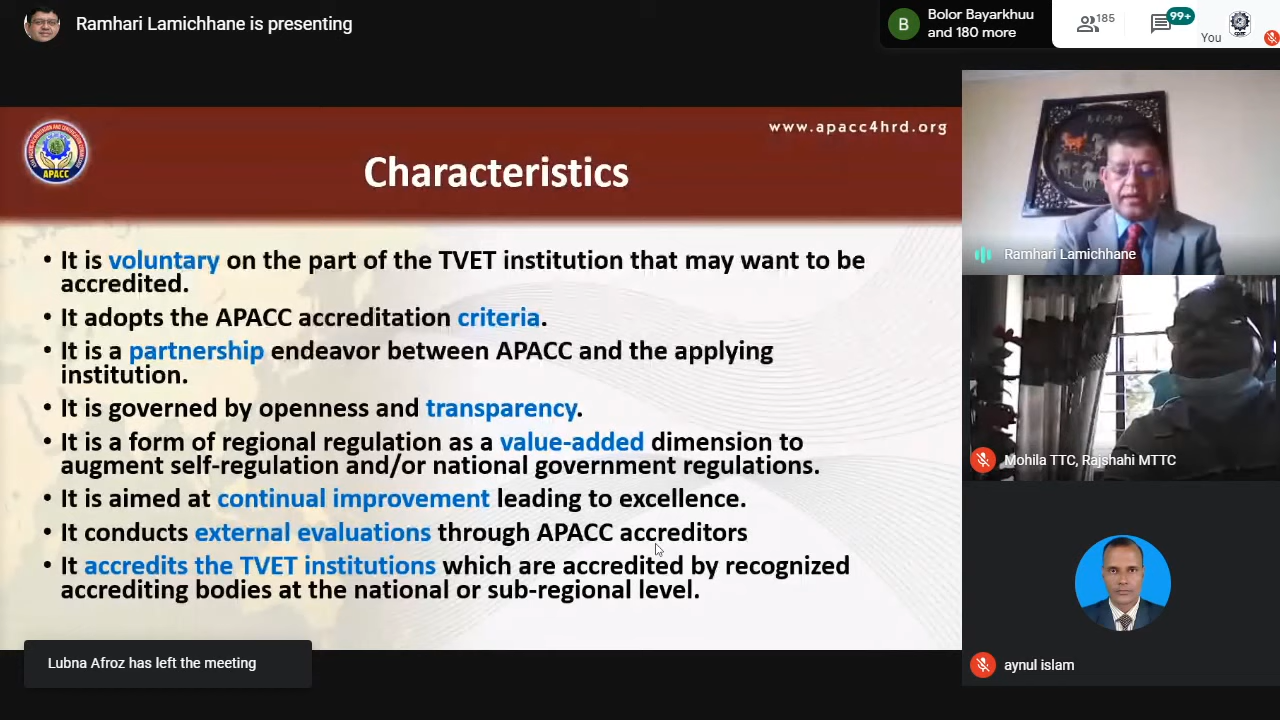 Ramhari Lamichhane is presenting
B
Bolor Bayarkhuu
and 180 more
185
99+
You
www.apacc4hrd.org
APACC
Characteristics
• It is voluntary on the part of the TVET institution that may want to be
accredited.
• It adopts the APACC accreditation criteria.
• It is a partnership endeavor between APACC and the applying
institution.
• It is governed by openness and transparency.
• It is a form of regional regulation as a value-added dimension to
augment self-regulation and/or national government regulations.
• It is aimed at continual improvement leading to excellence.
• It conducts external evaluations through APACC accreditors
• It accredits the TVET institutions which are accredited by recognized
accrediting bodies at the national or sub-regional level.
Ramhari Lamichhane
Mohila TTC, Rajshahi MTTC
aynul islam
Lubna Afroz has left the meeting